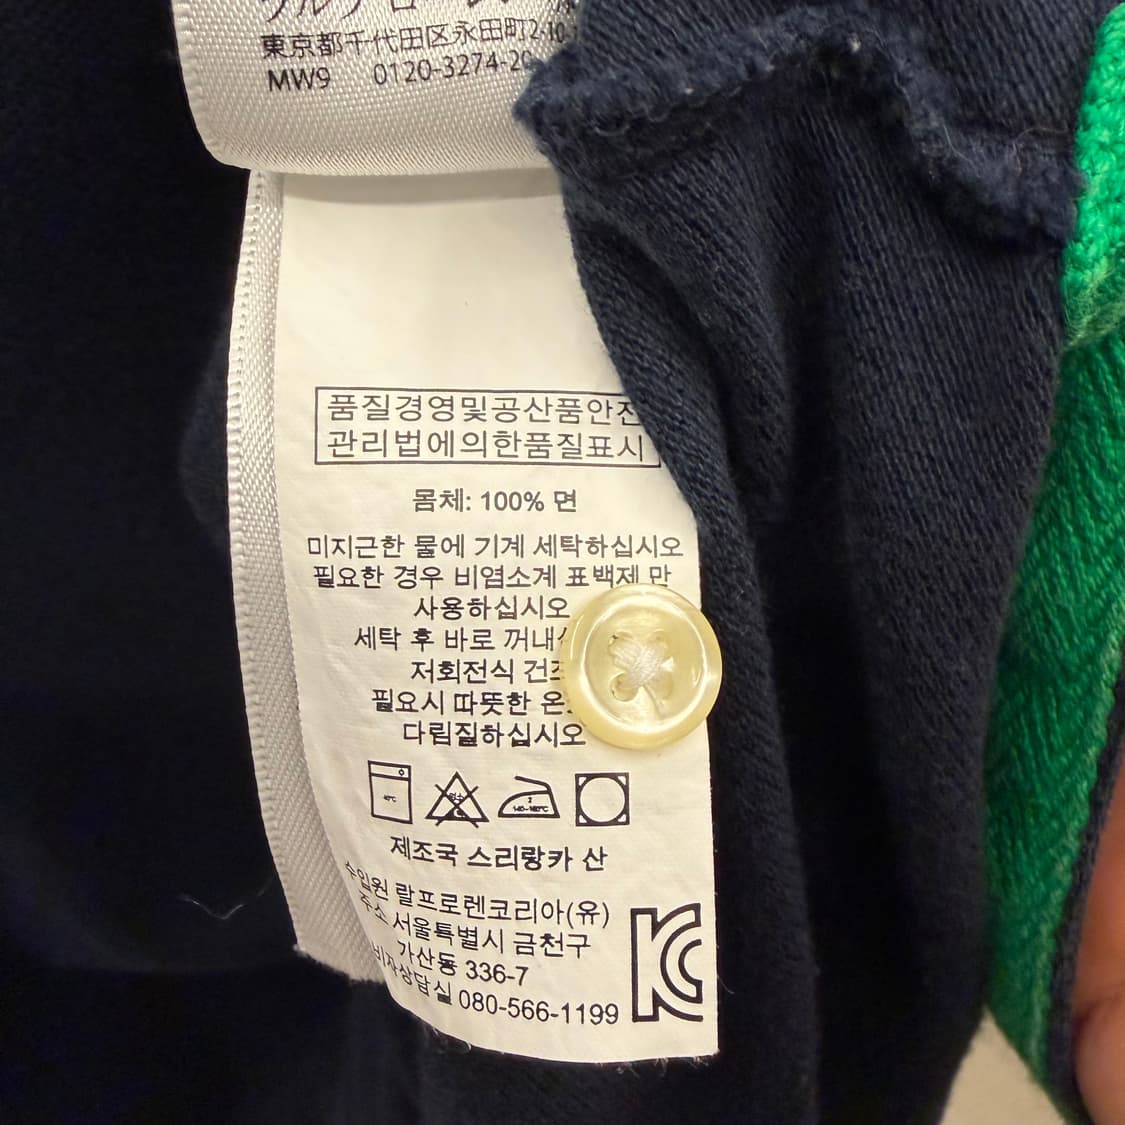 東京都千代田区永田町2-10-
MW9 0120-3274-20
품질경영및공산품안전
관리법에의한품질표시
몸체: 100% 면
미지근한 물에 기계 세탁하십시오
필요한 경우 비염소계 표백제 만
사용하십시오
세탁 후 바로 꺼내
저회전식 건조
필요시 따뜻한
다림질하십시오
40℃
제조국 스리랑카 산
수입원 랄프로렌코리아(유)
주소 서울특별시 금천구
가산동 336-7
비자상담실 080-566-1199